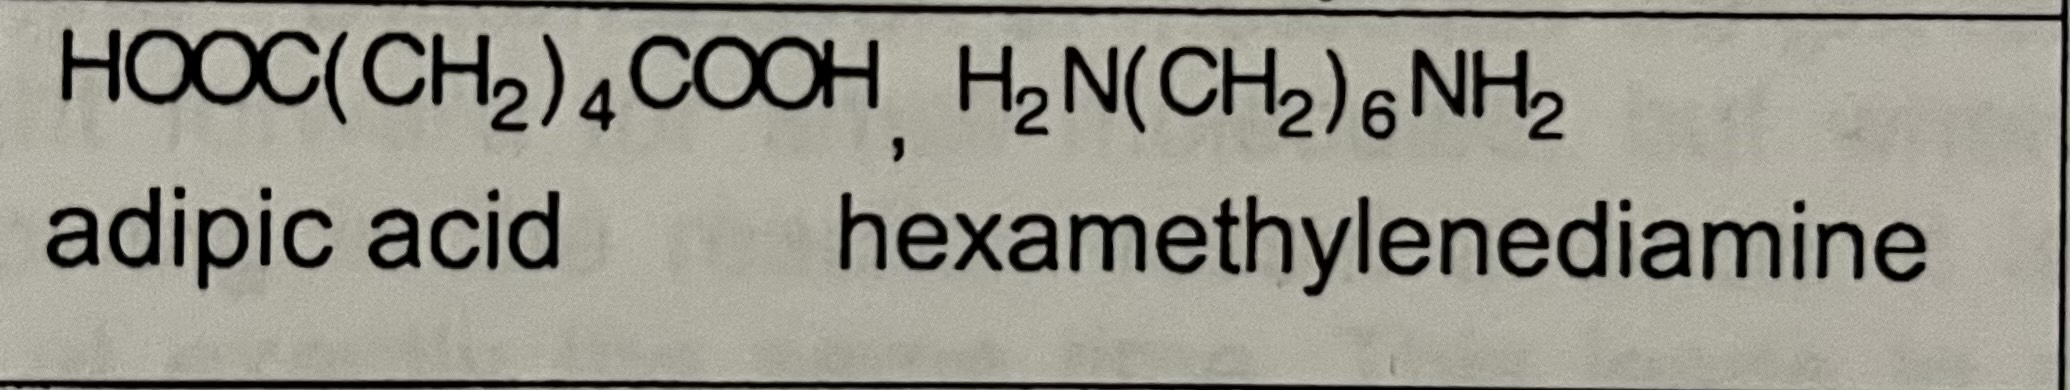 HOOC(CH₂)₄COOH, H₂N(CH₂)₆NH₂
adipic acid hexamethylenediamine